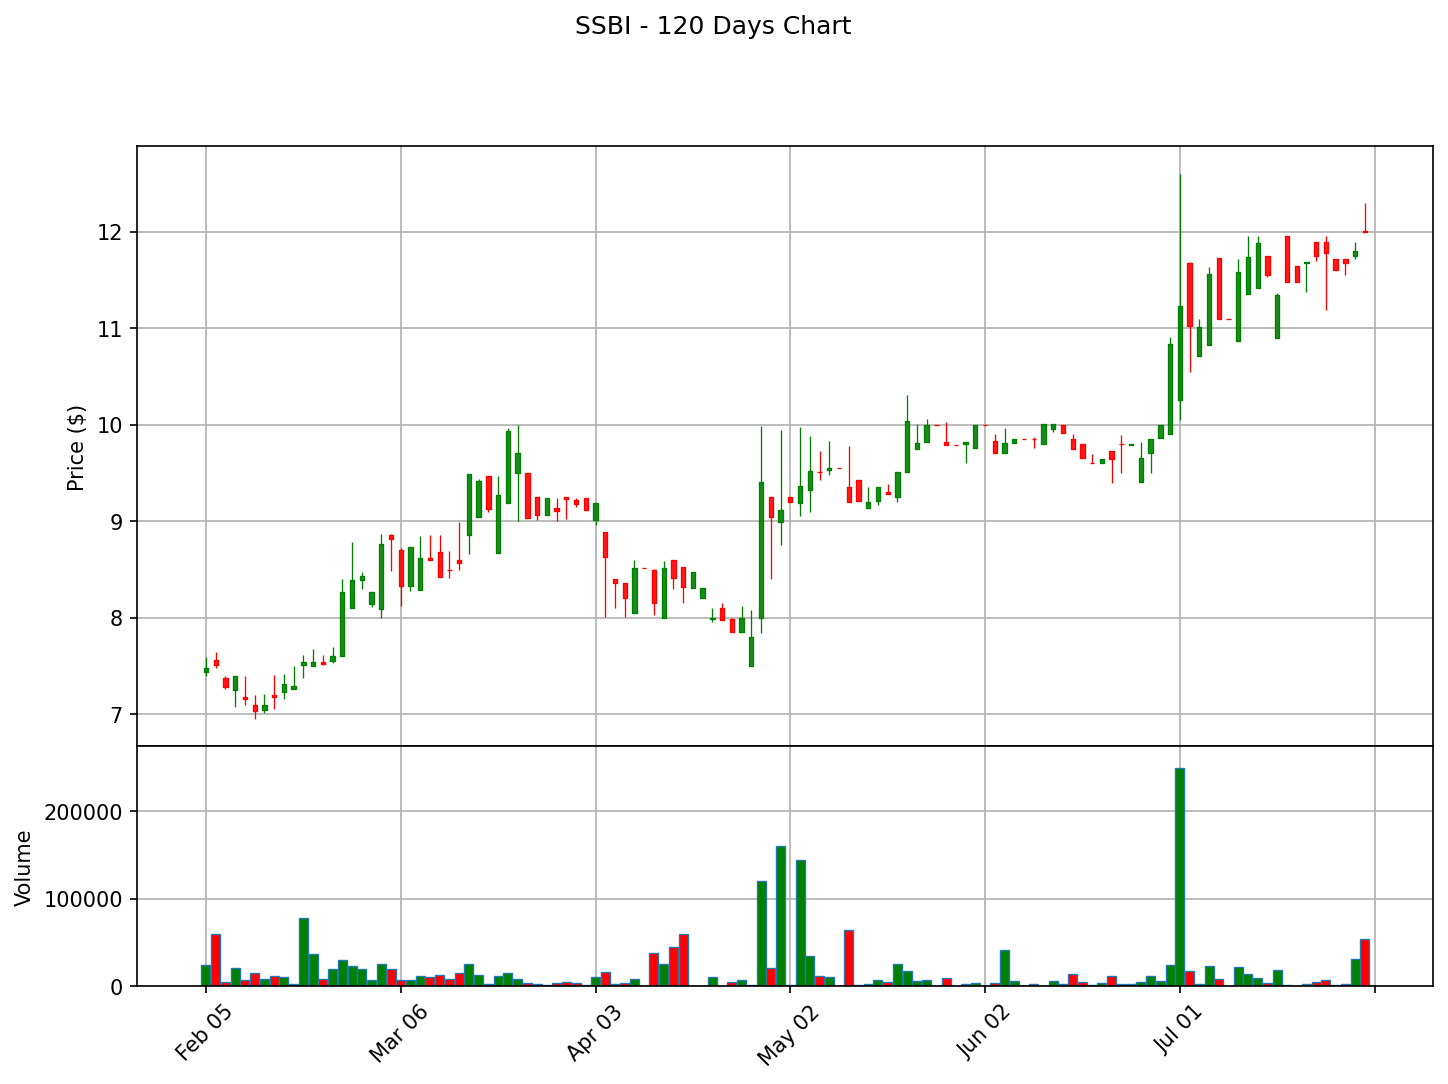 SSBI - 120 Days Chart
Price ($)
12
11
10
9
8
7
Volume
200000
100000
0
Feb 05
Mar 06
Apr 03
May 02
Jun 02
Jul 01